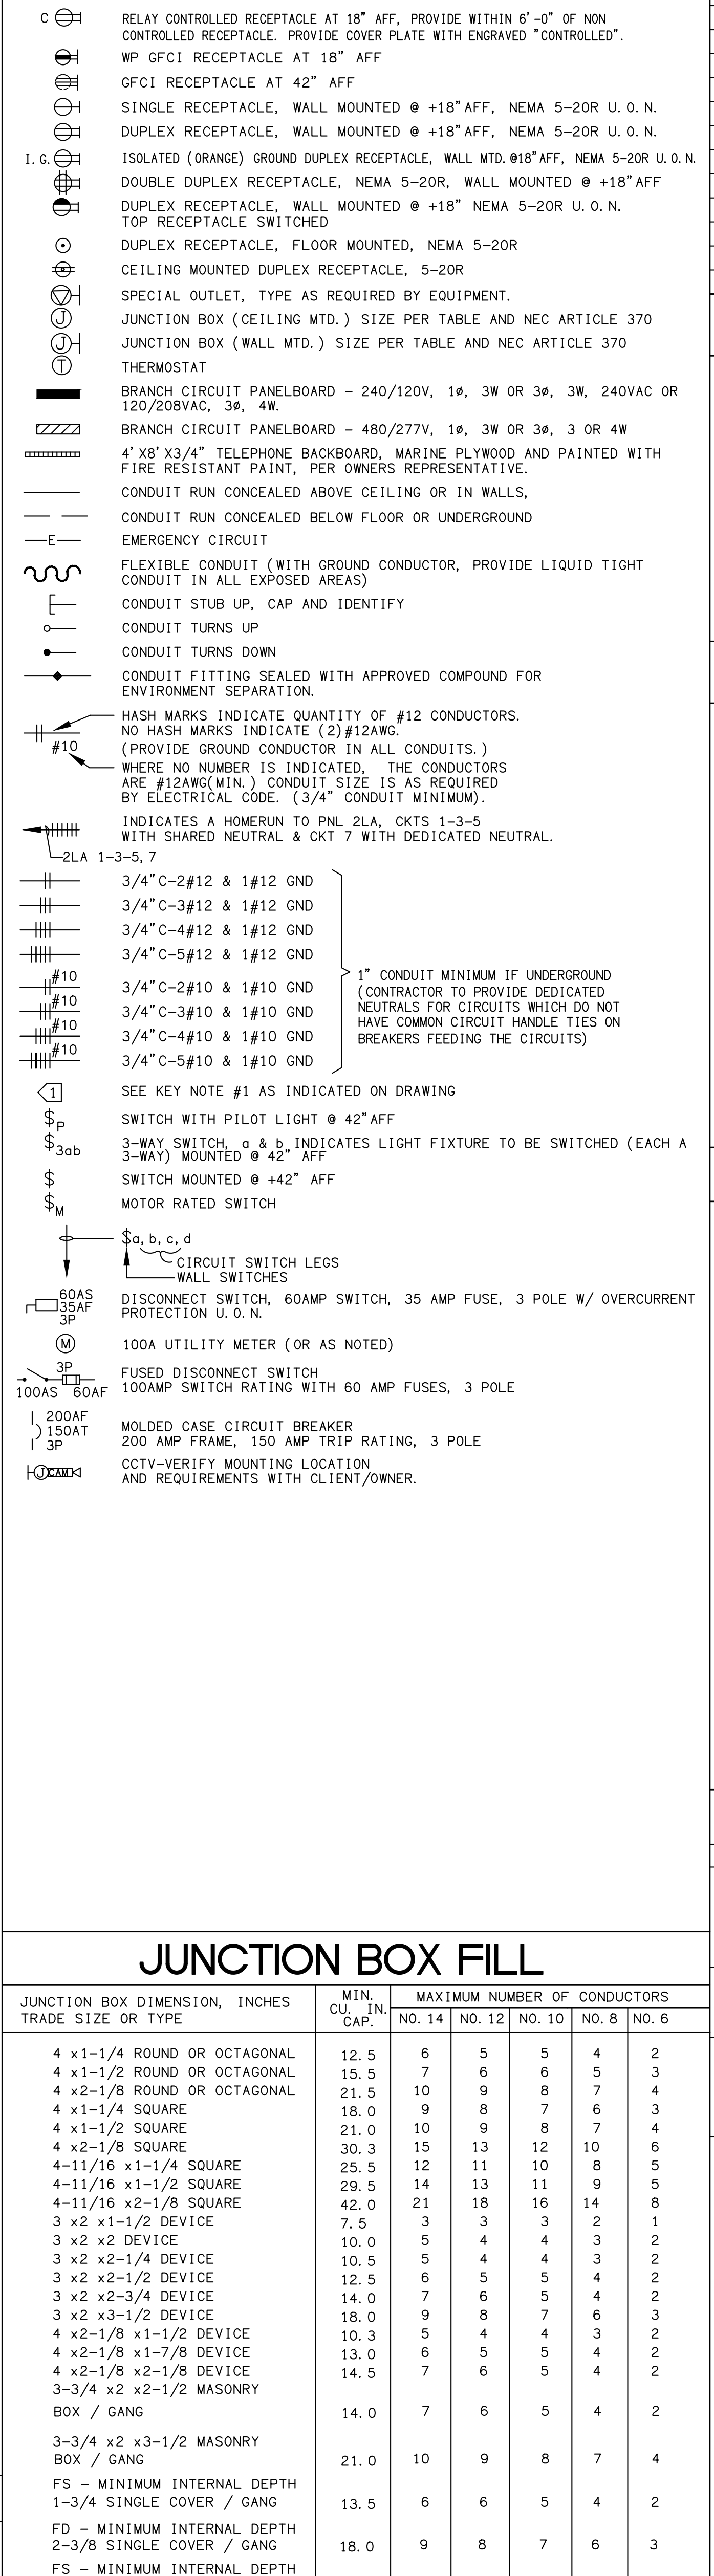 C RELAY CONTROLLED RECEPTACLE AT 18" AFF, PROVIDE WITHIN 6'-0" OF NON
CONTROLLED RECEPTACLE. PROVIDE COVER PLATE WITH ENGRAVED "CONTROLLED".
WP GFCI RECEPTACLE AT 18" AFF
GFCI RECEPTACLE AT 42" AFF
SINGLE RECEPTACLE, WALL MOUNTED @ +18"AFF, NEMA 5-20R U.O.N.
DUPLEX RECEPTACLE, WALL MOUNTED @ +18"AFF, NEMA 5-20R U.O.N.
I.G. ISOLATED (ORANGE) GROUND DUPLEX RECEPTACLE, WALL MTD.@18"AFF, NEMA 5-20R U.O.N.
DOUBLE DUPLEX RECEPTACLE, NEMA 5-20R, WALL MOUNTED @ +18"AFF
DUPLEX RECEPTACLE, WALL MOUNTED @ +18" NEMA 5-20R U.O.N.
TOP RECEPTACLE SWITCHED
DUPLEX RECEPTACLE, FLOOR MOUNTED, NEMA 5-20R
CEILING MOUNTED DUPLEX RECEPTACLE, 5-20R
SPECIAL OUTLET, TYPE AS REQUIRED BY EQUIPMENT.
J JUNCTION BOX (CEILING MTD.) SIZE PER TABLE AND NEC ARTICLE 370
J JUNCTION BOX (WALL MTD.) SIZE PER TABLE AND NEC ARTICLE 370
T THERMOSTAT
BRANCH CIRCUIT PANELBOARD - 240/120V, 1ø, 3W OR 3ø, 3W, 240VAC OR
120/208VAC, 3ø, 4W.
BRANCH CIRCUIT PANELBOARD - 480/277V, 1ø, 3W OR 3ø, 3 OR 4W
4'X8'X3/4" TELEPHONE BACKBOARD, MARINE PLYWOOD AND PAINTED WITH
FIRE RESISTANT PAINT, PER OWNERS REPRESENTATIVE.
CONDUIT RUN CONCEALED ABOVE CEILING OR IN WALLS,
CONDUIT RUN CONCEALED BELOW FLOOR OR UNDERGROUND
E EMERGENCY CIRCUIT
FLEXIBLE CONDUIT (WITH GROUND CONDUCTOR, PROVIDE LIQUID TIGHT
CONDUIT IN ALL EXPOSED AREAS)
CONDUIT STUB UP, CAP AND IDENTIFY
CONDUIT TURNS UP
CONDUIT TURNS DOWN
CONDUIT FITTING SEALED WITH APPROVED COMPOUND FOR
ENVIRONMENT SEPARATION.
HASH MARKS INDICATE QUANTITY OF #12 CONDUCTORS.
NO HASH MARKS INDICATE (2)#12AWG.
#10 (PROVIDE GROUND CONDUCTOR IN ALL CONDUITS.)
WHERE NO NUMBER IS INDICATED, THE CONDUCTORS
ARE #12AWG(MIN.) CONDUIT SIZE IS AS REQUIRED
BY ELECTRICAL CODE. (3/4" CONDUIT MINIMUM).
INDICATES A HOMERUN TO PNL 2LA, CKTS 1-3-5
WITH SHARED NEUTRAL & CKT 7 WITH DEDICATED NEUTRAL.
2LA 1-3-5,7
3/4"C-2#12 & 1#12 GND
3/4"C-3#12 & 1#12 GND
3/4"C-4#12 & 1#12 GND
3/4"C-5#12 & 1#12 GND
#10 3/4"C-2#10 & 1#10 GND
#10 3/4"C-3#10 & 1#10 GND
#10 3/4"C-4#10 & 1#10 GND
#10 3/4"C-5#10 & 1#10 GND
1" CONDUIT MINIMUM IF UNDERGROUND
(CONTRACTOR TO PROVIDE DEDICATED
NEUTRALS FOR CIRCUITS WHICH DO NOT
HAVE COMMON CIRCUIT HANDLE TIES ON
BREAKERS FEEDING THE CIRCUITS)
1 SEE KEY NOTE #1 AS INDICATED ON DRAWING
$P SWITCH WITH PILOT LIGHT @ 42"AFF
$3ab 3-WAY SWITCH, a & b INDICATES LIGHT FIXTURE TO BE SWITCHED (EACH A
3-WAY) MOUNTED @ 42" AFF
$ SWITCH MOUNTED @ +42" AFF
$M MOTOR RATED SWITCH
$a,b,c,d
CIRCUIT SWITCH LEGS
WALL SWITCHES
60AS
35AF
3P
DISCONNECT SWITCH, 60AMP SWITCH, 35 AMP FUSE, 3 POLE W/ OVERCURRENT
PROTECTION U.O.N.
M 100A UTILITY METER (OR AS NOTED)
3P
100AS 60AF
FUSED DISCONNECT SWITCH
100AMP SWITCH RATING WITH 60 AMP FUSES, 3 POLE
200AF
150AT
3P
MOLDED CASE CIRCUIT BREAKER
200 AMP FRAME, 150 AMP TRIP RATING, 3 POLE
J CAM CCTV-VERIFY MOUNTING LOCATION
AND REQUIREMENTS WITH CLIENT/OWNER.
JUNCTION BOX FILL
JUNCTION BOX DIMENSION, INCHES
TRADE SIZE OR TYPE
MIN.
CU. IN.
CAP.
MAXIMUM NUMBER OF CONDUCTORS
NO.14 NO.12 NO.10 NO.8 NO.6
4 x1-1/4 ROUND OR OCTAGONAL 12.5 6 5 5 4 2
4 x1-1/2 ROUND OR OCTAGONAL 15.5 7 6 6 5 3
4 x2-1/8 ROUND OR OCTAGONAL 21.5 10 9 8 7 4
4 x1-1/4 SQUARE 18.0 9 8 7 6 3
4 x1-1/2 SQUARE 21.0 10 9 8 7 4
4 x2-1/8 SQUARE 30.3 15 13 12 10 6
4-11/16 x1-1/4 SQUARE 25.5 12 11 10 8 5
4-11/16 x1-1/2 SQUARE 29.5 14 13 11 9 5
4-11/16 x2-1/8 SQUARE 42.0 21 18 16 14 8
3 x2 x1-1/2 DEVICE 7.5 3 3 3 2 1
3 x2 x2 DEVICE 10.0 5 4 4 3 2
3 x2 x2-1/4 DEVICE 10.5 5 4 4 3 2
3 x2 x2-1/2 DEVICE 12.5 6 5 5 4 2
3 x2 x2-3/4 DEVICE 14.0 7 6 5 4 2
3 x2 x3-1/2 DEVICE 18.0 9 8 7 6 3
4 x2-1/8 x1-1/2 DEVICE 10.3 5 4 4 3 2
4 x2-1/8 x1-7/8 DEVICE 13.0 6 5 5 4 2
4 x2-1/8 x2-1/8 DEVICE 14.5 7 6 5 4 2
3-3/4 x2 x2-1/2 MASONRY
BOX / GANG 14.0 7 6 5 4 2
3-3/4 x2 x3-1/2 MASONRY
BOX / GANG 21.0 10 9 8 7 4
FS - MINIMUM INTERNAL DEPTH
1-3/4 SINGLE COVER / GANG 13.5 6 6 5 4 2
FD - MINIMUM INTERNAL DEPTH
2-3/8 SINGLE COVER / GANG 18.0 9 8 7 6 3
FS - MINIMUM INTERNAL DEPTH